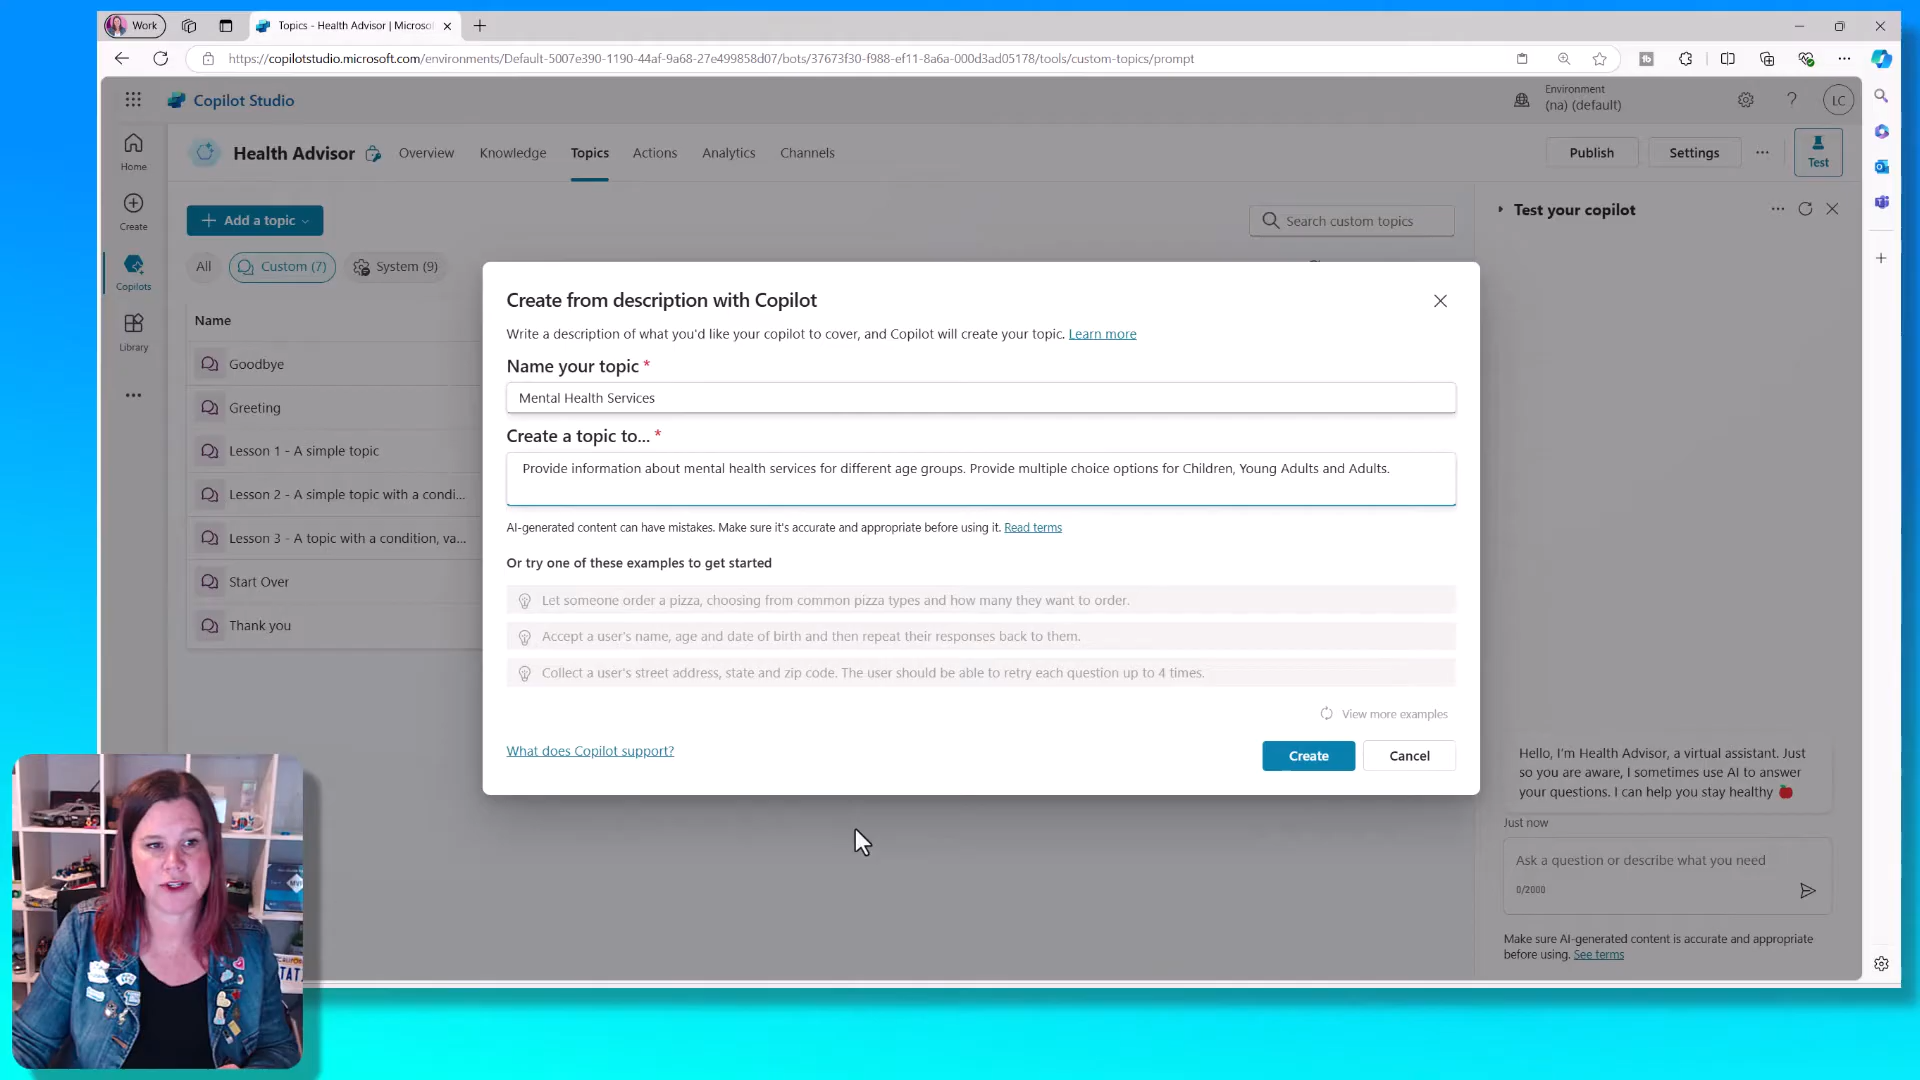 Work
Topics - Health Advisor | Microso
https://copilotstudio.microsoft.com/environments/Default-5007e390-1190-44af-9a68-27e499858d07/bots/37673f30-f988-ef11-8a6a-000d3ad05178/tools/custom-topics/prompt
Copilot Studio
Environment
(na) (default)
LC
Home
Create
Copilots
Library
Health Advisor
Overview
Knowledge
Topics
Actions
Analytics
Channels
Publish
Settings
Test
Add a topic
Search custom topics
All
Custom (7)
System (9)
Name
Goodbye
Greeting
Lesson 1 - A simple topic
Lesson 2 - A simple topic with a condi...
Lesson 3 - A topic with a condition, va...
Start Over
Thank you
Create from description with Copilot
Write a description of what you'd like your copilot to cover, and Copilot will create your topic. Learn more
Name your topic *
Mental Health Services
Create a topic to... *
Provide information about mental health services for different age groups. Provide multiple choice options for Children, Young Adults and Adults.
AI-generated content can have mistakes. Make sure it's accurate and appropriate before using it. Read terms
Or try one of these examples to get started
Let someone order a pizza, choosing from common pizza types and how many they want to order.
Accept a user's name, age and date of birth and then repeat their responses back to them.
Collect a user's street address, state and zip code. The user should be able to retry each question up to 4 times.
View more examples
What does Copilot support?
Create
Cancel
Test your copilot
Hello, I'm Health Advisor, a virtual assistant. Just
so you are aware, I sometimes use AI to answer
your questions. I can help you stay healthy
Just now
Ask a question or describe what you need
0/2000
Make sure AI-generated content is accurate and appropriate
before using. See terms